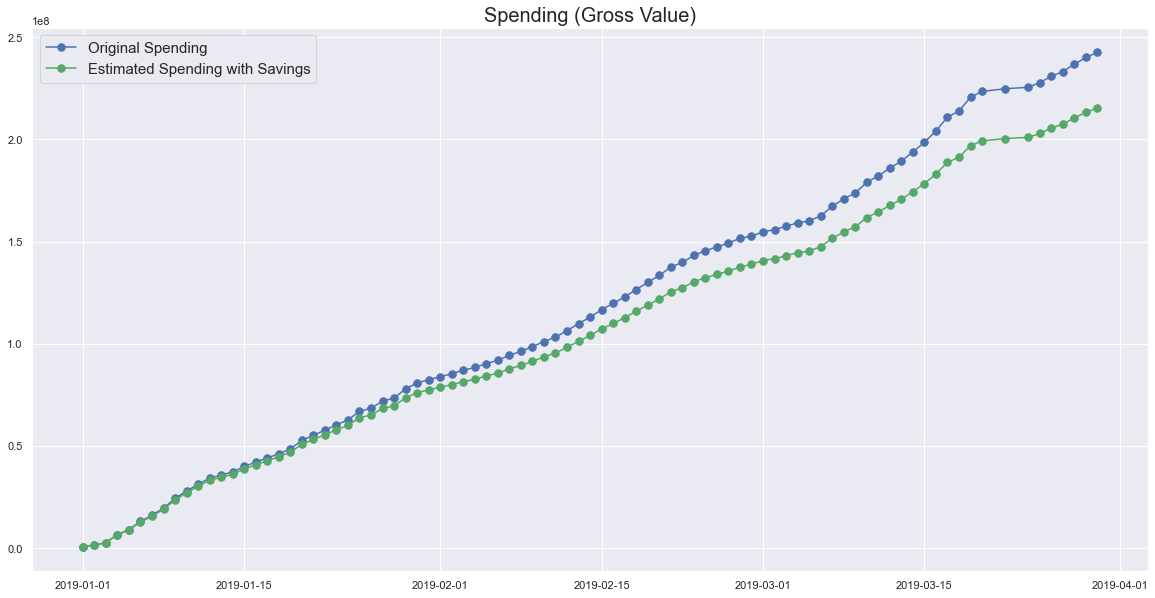 Spending (Gross Value)
1e8
Original Spending
Estimated Spending with Savings
2.5
2.0
1.5
1.0
0.5
0.0
2019-01-01 2019-01-15 2019-02-01 2019-02-15 2019-03-01 2019-03-15 2019-04-01